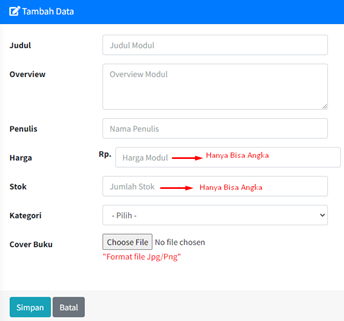 Tambah Data
Judul Judul Modul
Overview Overview Modul
Penulis Nama Penulis
Harga Rp. Harga Modul Hanya Bisa Angka
Stok Jumlah Stok Hanya Bisa Angka
Kategori - Pilih -
Cover Buku Choose File No file chosen
"Format file Jpg/Png"
Simpan Batal